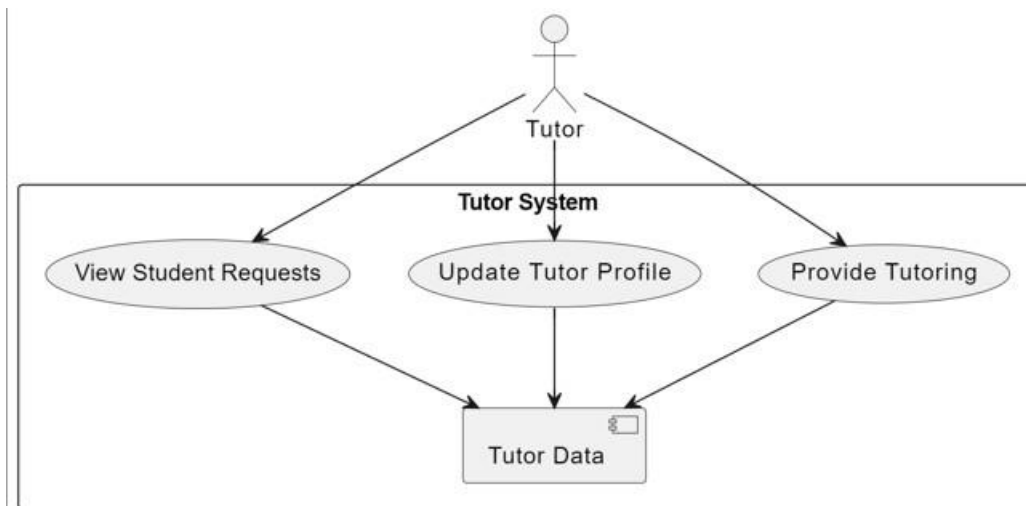 Tutor
Tutor System
View Student Requests
Update Tutor Profile
Provide Tutoring
Tutor Data